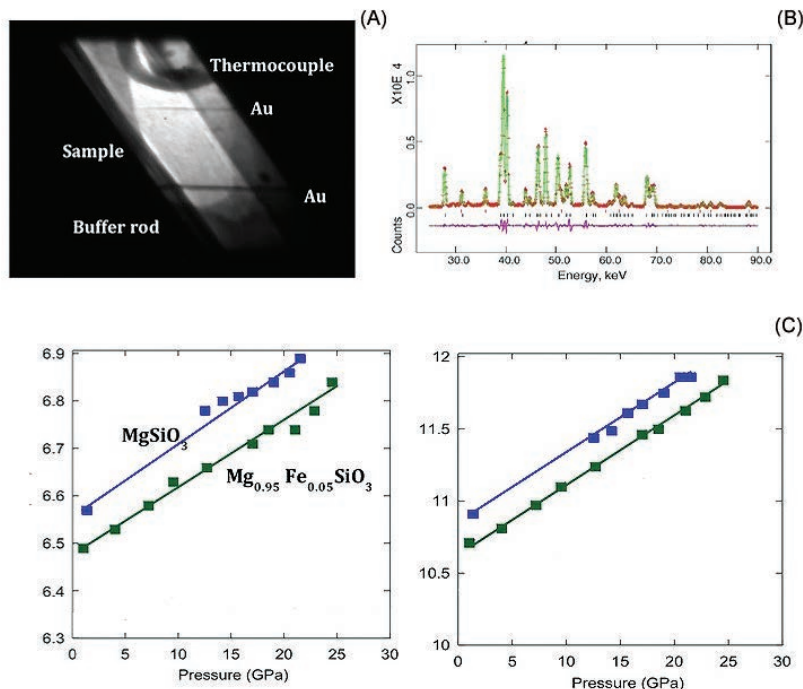 (A)
Thermocouple
Au
Sample
Au
Buffer rod
(B)
X10E 4
1.0
0.5
0.0
Counts
30.0 40.0 50.0 60.0 70.0 80.0 90.0
Energy, keV
(C)
6.9
6.8
6.7
6.6
6.5
6.4
6.3
MgSiO3
Mg0.95 Fe0.05SiO3
0 5 10 15 20 25 30
Pressure (GPa)
12
11.5
11
10.5
10
0 5 10 15 20 25 30
Pressure (GPa)